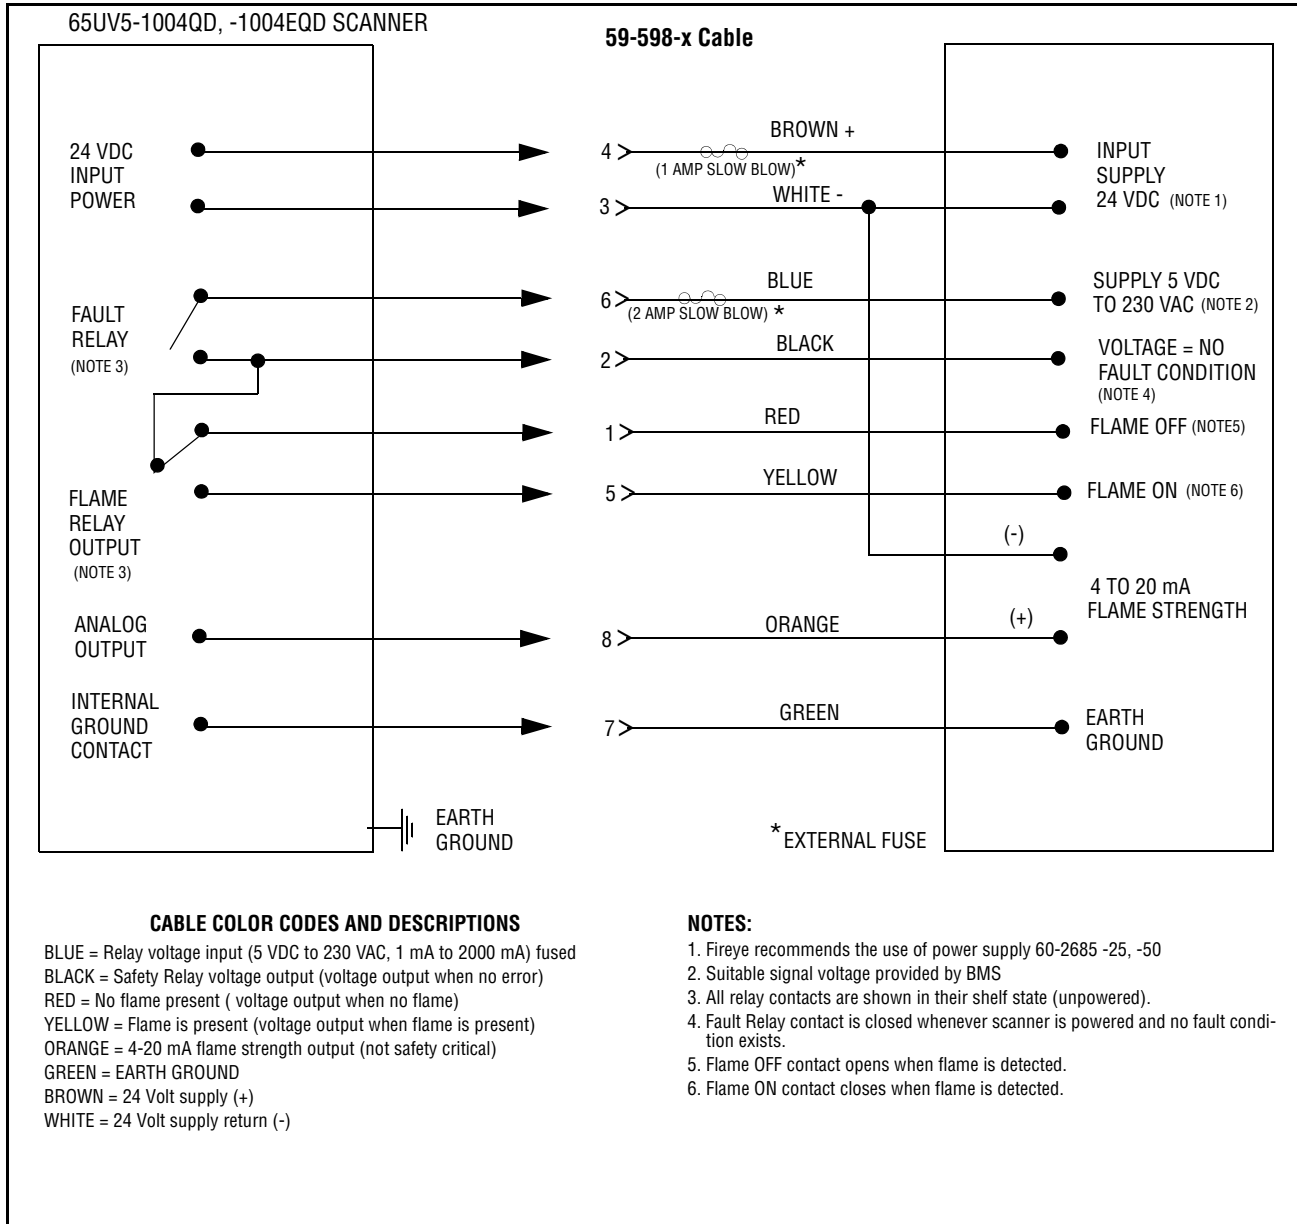 65UV5-1004QD, -1004EQD SCANNER
59-598-x Cable
24 VDC
INPUT
POWER
4
BROWN +
(1 AMP SLOW BLOW)*
3
WHITE -
INPUT
SUPPLY
24 VDC (NOTE 1)
FAULT
RELAY
(NOTE 3)
6
BLUE
(2 AMP SLOW BLOW) *
SUPPLY 5 VDC
TO 230 VAC (NOTE 2)
2
BLACK
VOLTAGE = NO
FAULT CONDITION
(NOTE 4)
1
RED
FLAME OFF (NOTE5)
FLAME
RELAY
OUTPUT
(NOTE 3)
5
YELLOW
FLAME ON (NOTE 6)
(-)
4 TO 20 mA
FLAME STRENGTH
(+)
ANALOG
OUTPUT
8
ORANGE
INTERNAL
GROUND
CONTACT
7
GREEN
EARTH
GROUND
EARTH
GROUND
*EXTERNAL FUSE
CABLE COLOR CODES AND DESCRIPTIONS
BLUE = Relay voltage input (5 VDC to 230 VAC, 1 mA to 2000 mA) fused
BLACK = Safety Relay voltage output (voltage output when no error)
RED = No flame present ( voltage output when no flame)
YELLOW = Flame is present (voltage output when flame is present)
ORANGE = 4-20 mA flame strength output (not safety critical)
GREEN = EARTH GROUND
BROWN = 24 Volt supply (+)
WHITE = 24 Volt supply return (-)
NOTES:
1. Fireye recommends the use of power supply 60-2685 -25, -50
2. Suitable signal voltage provided by BMS
3. All relay contacts are shown in their shelf state (unpowered).
4. Fault Relay contact is closed whenever scanner is powered and no fault condi-
tion exists.
5. Flame OFF contact opens when flame is detected.
6. Flame ON contact closes when flame is detected.